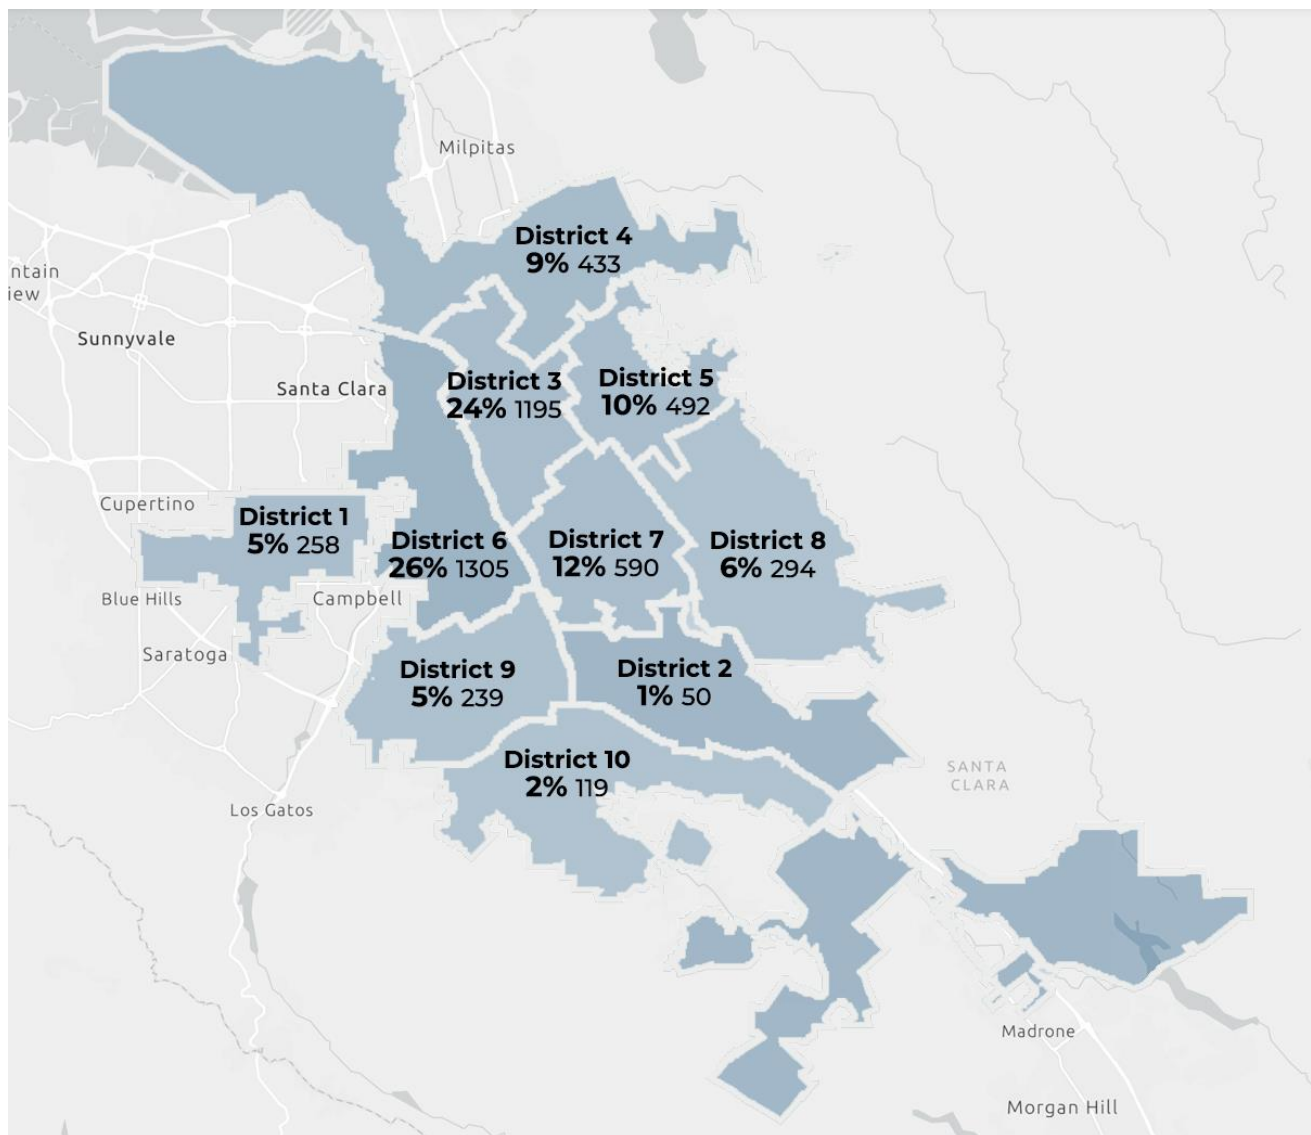 Milpitas
District 4
9% 433
ntain
iew
Sunnyvale
Santa Clara
District 3
24% 1195
District 5
10% 492
Cupertino
District 1
5% 258
District 6
26% 1305
District 7
12% 590
District 8
6% 294
Blue Hills
Campbell
Saratoga
District 9
5% 239
District 2
1% 50
District 10
2% 119
SANTA
CLARA
Los Gatos
Madrone
Morgan Hill